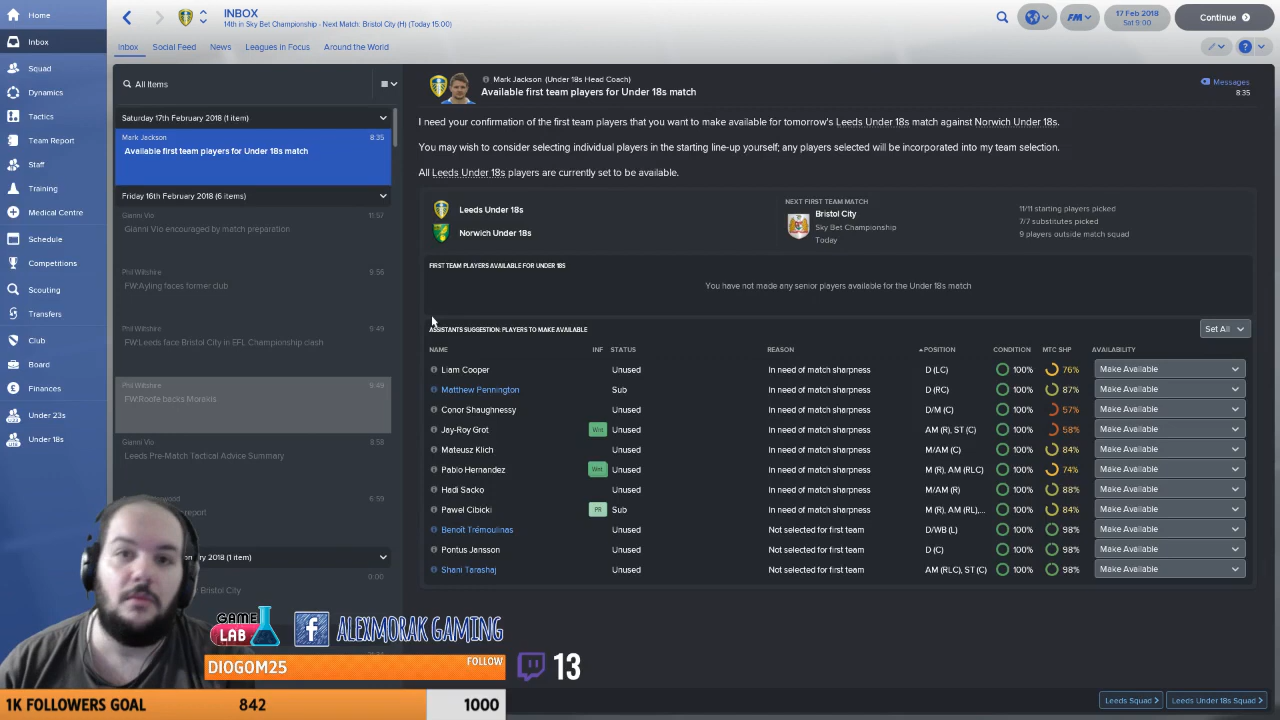 Home
Inbox
Squad
Dynamics
Tactics
Team Report
Staff
Training
Medical Centre
Schedule
Competitions
Scouting
Transfers
Club
Board
Finances
Under 23s
Under 18s
INBOX
14th in Sky Bet Championship - Next Match: Bristol City (H) (Today 15:00)
FM
17 Feb 2018
Sat 9:00
Continue
Inbox Social Feed News Leagues in Focus Around the World
All Items
Saturday 17th February 2018 (1 item)
Mark Jackson 8:35
Available first team players for Under 18s match
Friday 16th February 2018 (6 items)
Gianni Vio 11:57
Gianni Vio encouraged by match preparation
Phil Wiltshire 9:56
FW:Ayling faces former club
Phil Wiltshire 9:49
FW:Leeds face Bristol City in EFL Championship clash
Phil Wiltshire 9:49
FW:Roofe backs Morakis
Gianni Vio 8:58
Leeds Pre-Match Tactical Advice Summary
6:59
report
2018 (1 item)
0:00
Bristol City
Mark Jackson (Under 18s Head Coach)
Available first team players for Under 18s match
Messages
8:35
I need your confirmation of the first team players that you want to make available for tomorrow's Leeds Under 18s match against Norwich Under 18s.
You may wish to consider selecting individual players in the starting line-up yourself; any players selected will be incorporated into my team selection.
All Leeds Under 18s players are currently set to be available.
Leeds Under 18s
Norwich Under 18s
NEXT FIRST TEAM MATCH
Bristol City
Sky Bet Championship
Today
11/11 starting players picked
7/7 substitutes picked
9 players outside match squad
FIRST TEAM PLAYERS AVAILABLE FOR UNDER 18S
You have not made any senior players available for the Under 18s match
ASSISTANTS SUGGESTION: PLAYERS TO MAKE AVAILABLE
Set All
NAME INF STATUS REASON POSITION CONDITION MTC SHP AVAILABILITY
Liam Cooper Unused In need of match sharpness D (LC) 100% 76% Make Available
Matthew Pennington Sub In need of match sharpness D (RC) 100% 87% Make Available
Conor Shaughnessy Unused In need of match sharpness D/M (C) 100% 57% Make Available
Jay-Roy Grot Wnt Unused In need of match sharpness AM (R), ST (C) 100% 58% Make Available
Mateusz Klich Unused In need of match sharpness M/AM (C) 100% 84% Make Available
Pablo Hernandez Wnt Unused In need of match sharpness M (R), AM (RLC) 100% 74% Make Available
Hadi Sacko Unused In need of match sharpness M/AM (R) 100% 88% Make Available
Pawel Cibicki PR Sub In need of match sharpness M (R), AM (RL),... 100% 84% Make Available
Benoît Trémoulinas Unused Not selected for first team D/WB (L) 100% 98% Make Available
Pontus Jansson Unused Not selected for first team D (C) 100% 98% Make Available
Shani Tarashaj Unused Not selected for first team AM (RLC), ST (C) 100% 98% Make Available
GAME LAB
ALEXMORAK GAMING
DIOGOM25 FOLLOW
13
1K FOLLOWERS GOAL 842 1000
Leeds Squad
Leeds Under 18s Squad